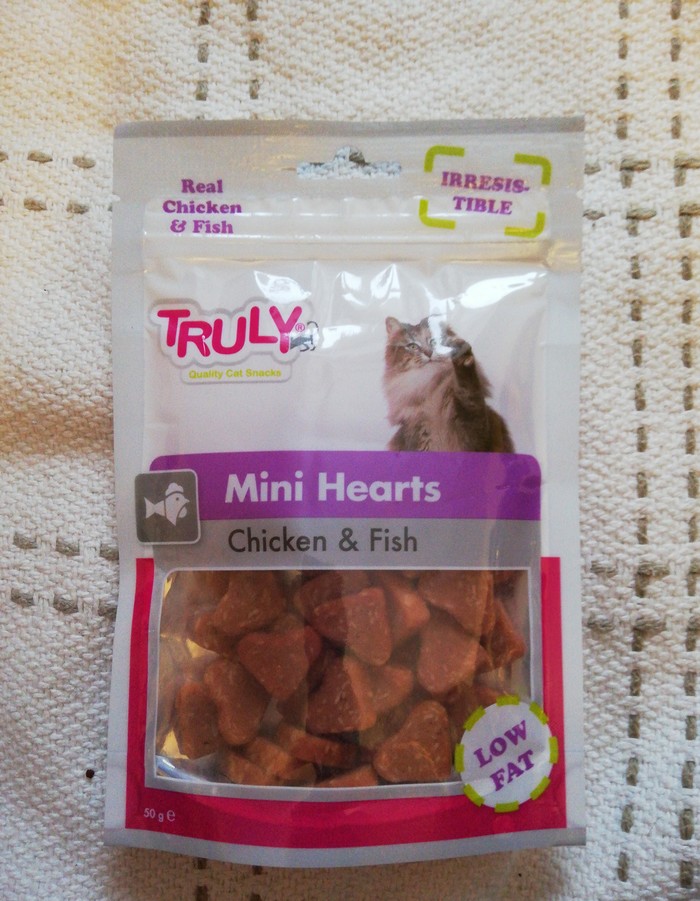 Real
Chicken
& Fish
IRRESIS-
TIBLE
TRULY®
Quality Cat Snacks
Mini Hearts
Chicken & Fish
LOW
FAT
50 g ℮